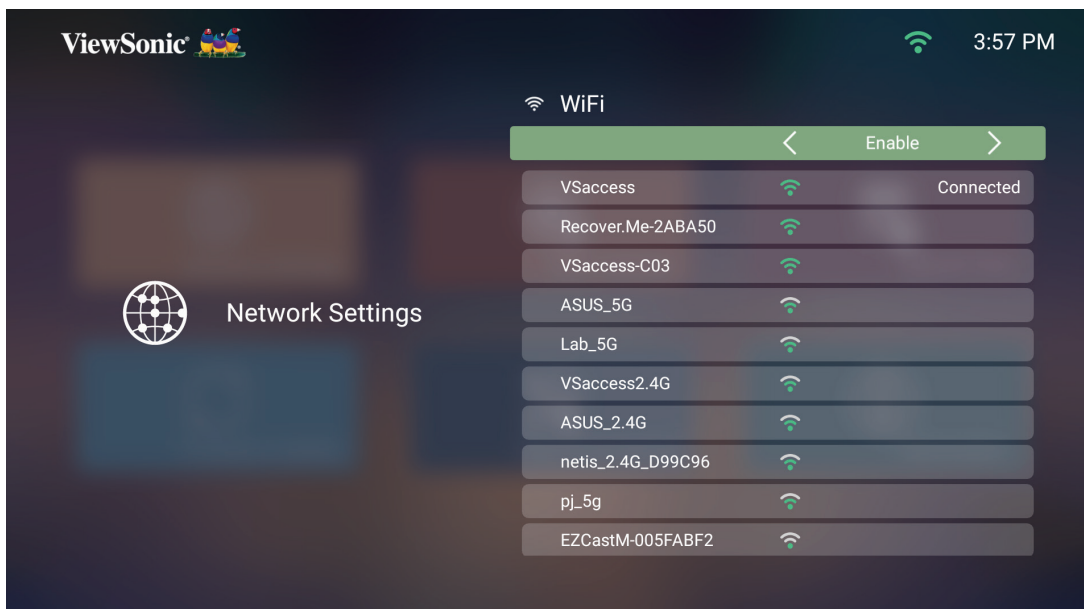 ViewSonic
3:57 PM
WiFi
Enable
VSaccess Connected
Recover.Me-2ABA50
VSaccess-C03
ASUS_5G
Network Settings
Lab_5G
VSaccess2.4G
ASUS_2.4G
netis_2.4G_D99C96
pj_5g
EZCastM-005FABF2